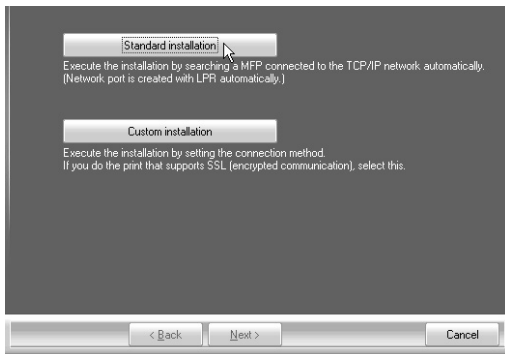 Standard installation
Execute the installation by searching a MFP connected to the TCP/IP network automatically.
(Network port is created with LPR automatically.)
Custom installation
Execute the installation by setting the connection method.
If you do the print that supports SSL (encrypted communication), select this.
< Back Next > Cancel